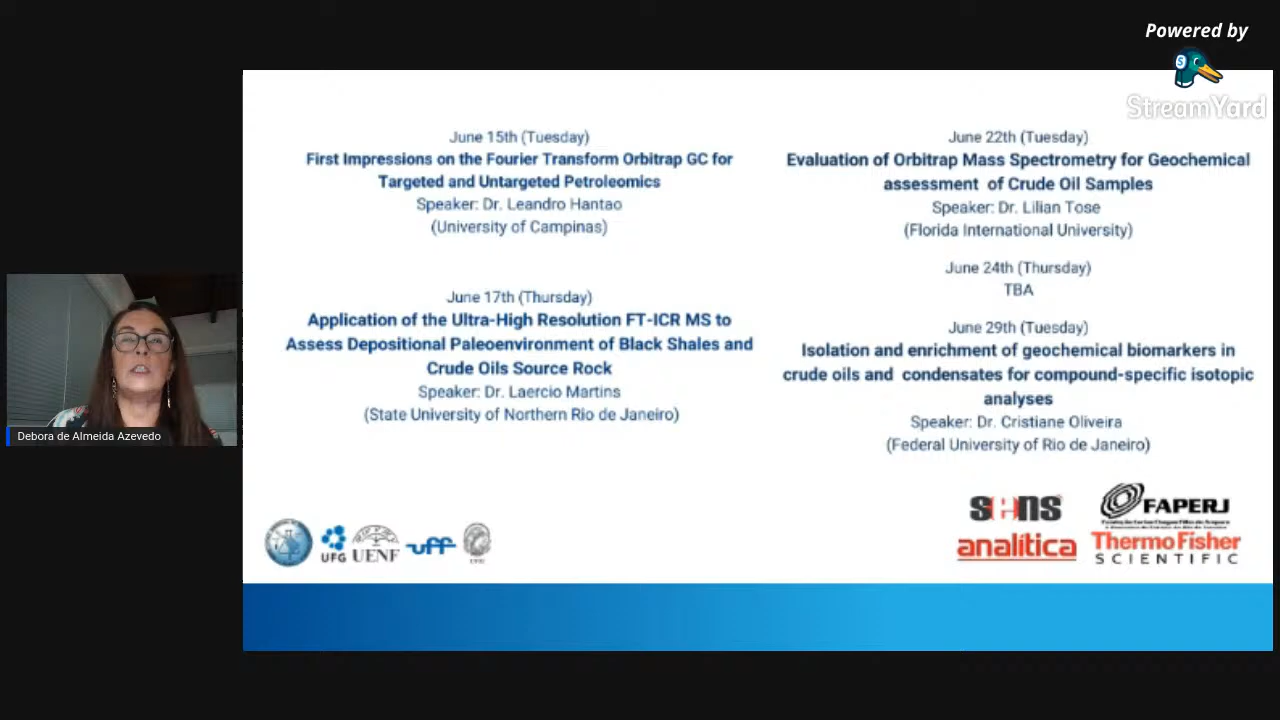 Powered by
StreamYard
June 15th (Tuesday)
First Impressions on the Fourier Transform Orbitrap GC for
Targeted and Untargeted Petroleomics
Speaker: Dr. Leandro Hantao
(University of Campinas)
June 17th (Thursday)
Application of the Ultra-High Resolution FT-ICR MS to
Assess Depositional Paleoenvironment of Black Shales and
Crude Oils Source Rock
Speaker: Dr. Laercio Martins
(State University of Northern Rio de Janeiro)
June 22th (Tuesday)
Evaluation of Orbitrap Mass Spectrometry for Geochemical
assessment of Crude Oil Samples
Speaker: Dr. Lilian Tose
(Florida International University)
June 24th (Thursday)
TBA
June 29th (Tuesday)
Isolation and enrichment of geochemical biomarkers in
crude oils and condensates for compound-specific isotopic
analyses
Speaker: Dr. Cristiane Oliveira
(Federal University of Rio de Janeiro)
Debora de Almeida Azevedo
UFG
UENF
uff
sens
analítica
FAPERJ
ThermoFisher
SCIENTIFIC